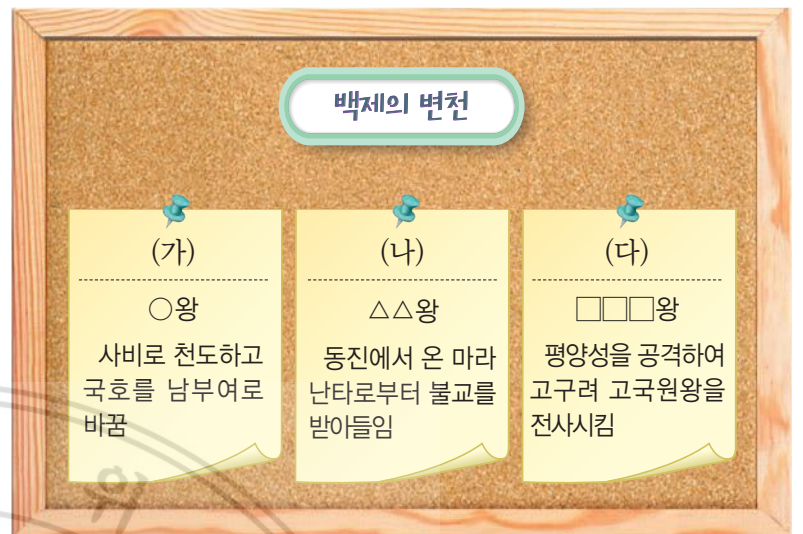 백제의 변천
(가)
○왕
사비로 천도하고
국호를 남부여로
바꿈
(나)
△△왕
동진에서 온 마라
난타로부터 불교를
받아들임
(다)
□□□왕
평양성을 공격하여
고구려 고국원왕을
전사시킴